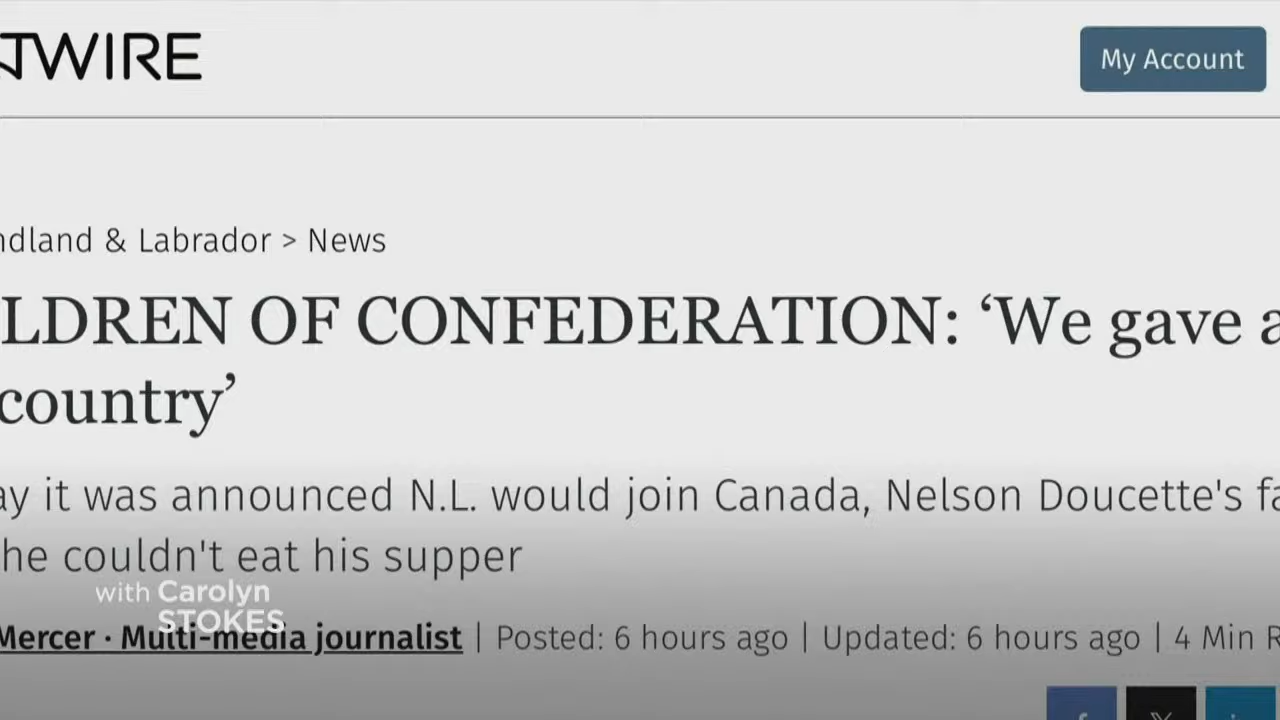 TWIRE
My Account
ndland & Labrador > News
LDREN OF CONFEDERATION: ‘We gave a
country’
ay it was announced N.L. would join Canada, Nelson Doucette's fa
he couldn't eat his supper
with Carolyn
STOKES
Mercer · Multi-media journalist | Posted: 6 hours ago | Updated: 6 hours ago | 4 Min R